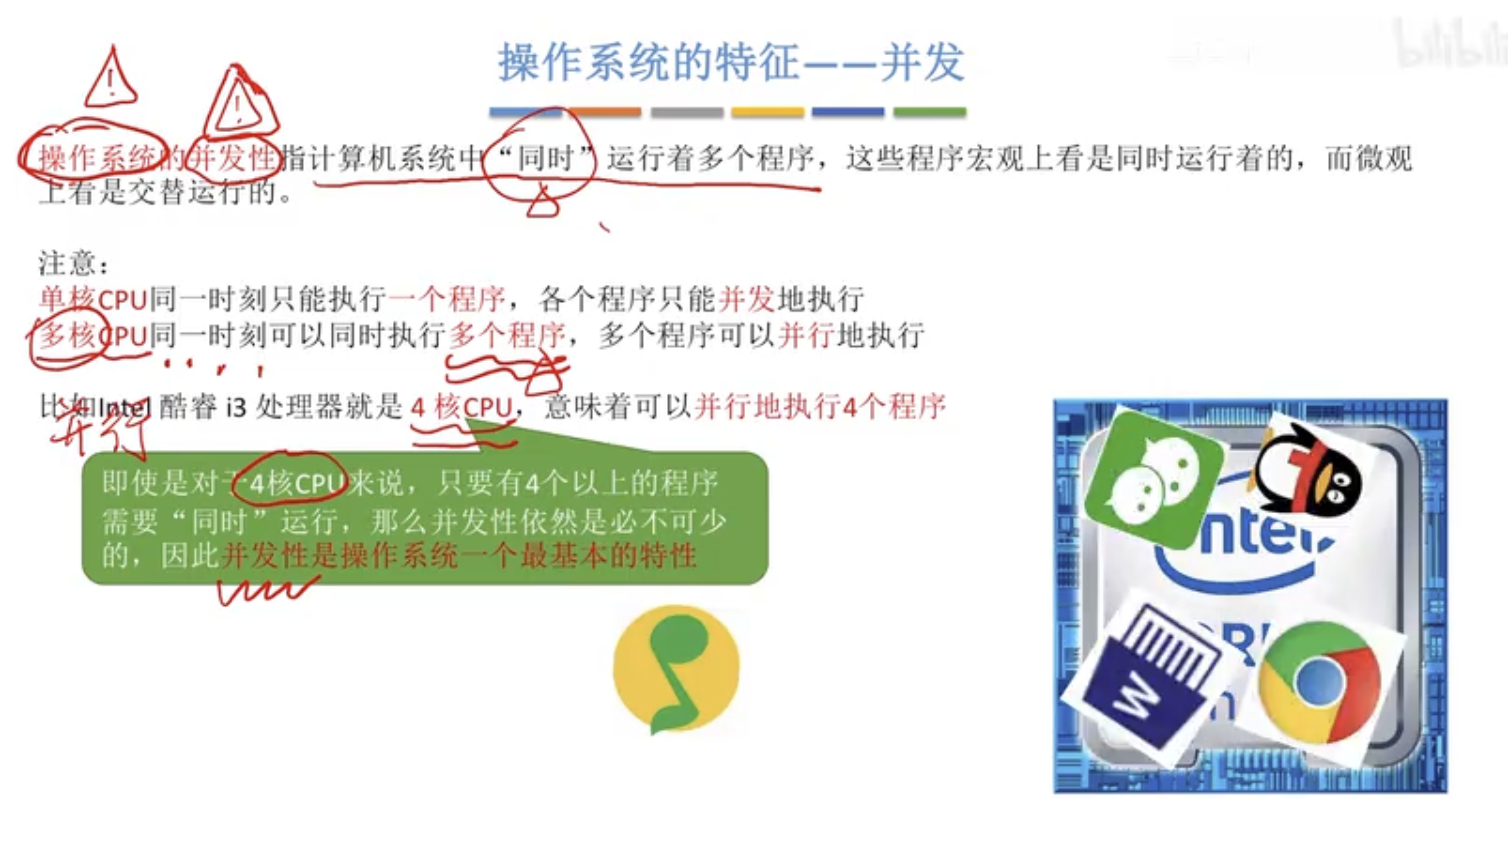 bilibili
操作系统的特征——并发
操作系统的并发性指计算机系统中“同时”运行着多个程序，这些程序宏观上看是同时运行着的，而微观
上看是交替运行的。
注意：
单核CPU同一时刻只能执行一个程序，各个程序只能并发地执行
多核CPU同一时刻可以同时执行多个程序，多个程序可以并行地执行
比如Intel 酷睿 i3 处理器就是 4 核CPU，意味着可以并行地执行4个程序
并行
即使是对于4核CPU来说，只要有4个以上的程序
需要“同时”运行，那么并发性依然是必不可少
的，因此并发性是操作系统一个最基本的特性
intel
W